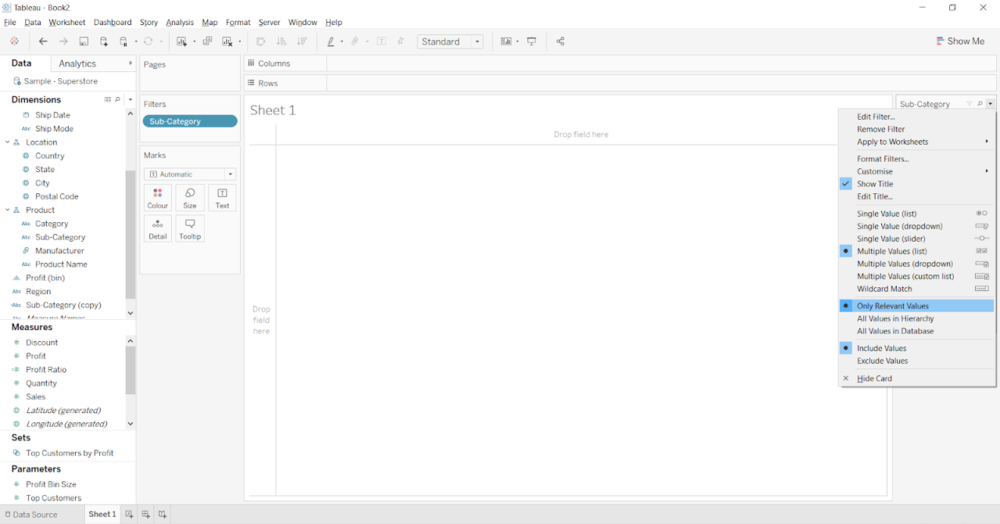 Tableau - Book2
File Data Worksheet Dashboard Story Analysis Map Format Server Window Help
Standard
Show Me
Data Analytics
Sample - Superstore
Dimensions
Ship Date
Abc Ship Mode
Location
Country
State
City
Postal Code
Product
Abc Category
Abc Sub-Category
Manufacturer
Abc Product Name
Profit (bin)
Abc Region
Abc Sub-Category (copy)
Abc Measure Names
Measures
Discount
Profit
Profit Ratio
Quantity
Sales
Latitude (generated)
Longitude (generated)
Sets
Top Customers by Profit
Parameters
Profit Bin Size
Top Customers
Pages
Filters
Sub-Category
Marks
Automatic
Colour Size Text
Detail Tooltip
Columns
Rows
Sheet 1
Drop field here
Drop
field
here
Sub-Category
Edit Filter...
Remove Filter
Apply to Worksheets
Format Filters...
Customise
Show Title
Edit Title...
Single Value (list)
Single Value (dropdown)
Single Value (slider)
Multiple Values (list)
Multiple Values (dropdown)
Multiple Values (custom list)
Wildcard Match
Only Relevant Values
All Values in Hierarchy
All Values in Database
Include Values
Exclude Values
Hide Card
Data Source Sheet 1